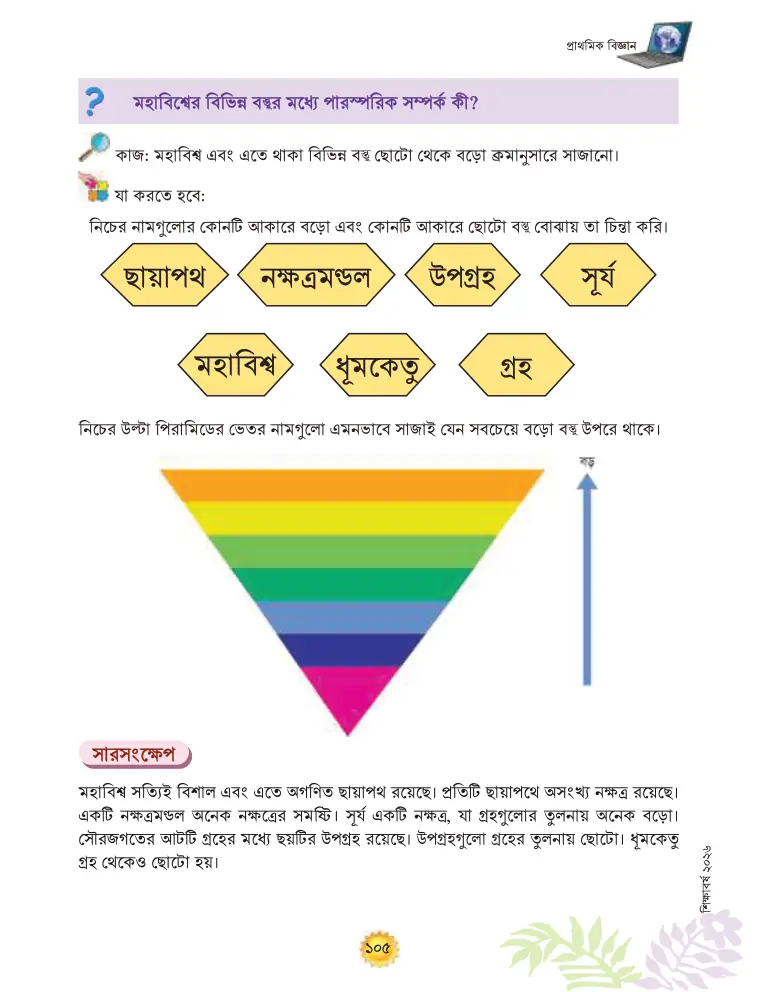 প্রাথমিক বিজ্ঞান
মহাবিশ্বের বিভিন্ন বস্তুর মধ্যে পারস্পরিক সম্পর্ক কী?
কাজ: মহাবিশ্ব এবং এতে থাকা বিভিন্ন বস্তু ছোটো থেকে বড়ো ক্রমানুসারে সাজানো।
যা করতে হবে:
নিচের নামগুলোর কোনটি আকারে বড়ো এবং কোনটি আকারে ছোটো বস্তু বোঝায় তা চিন্তা করি।
ছায়াপথ নক্ষত্রমণ্ডল উপগ্রহ সূর্য
মহাবিশ্ব ধূমকেতু গ্রহ
নিচের উল্টা পিরামিডের ভেতর নামগুলো এমনভাবে সাজাই যেন সবচেয়ে বড়ো বস্তু উপরে থাকে।
বড়
সারসংক্ষেপ
মহাবিশ্ব সত্যিই বিশাল এবং এতে অগণিত ছায়াপথ রয়েছে। প্রতিটি ছায়াপথে অসংখ্য নক্ষত্র রয়েছে।
একটি নক্ষত্রমন্ডল অনেক নক্ষত্রের সমষ্টি। সূর্য একটি নক্ষত্র, যা গ্রহগুলোর তুলনায় অনেক বড়ো।
সৌরজগতের আটটি গ্রহের মধ্যে ছয়টির উপগ্রহ রয়েছে। উপগ্রহগুলো গ্রহের তুলনায় ছোটো। ধূমকেতু
গ্রহ থেকেও ছোটো হয়।
শিক্ষাবর্ষ ২০২৬
১০৫